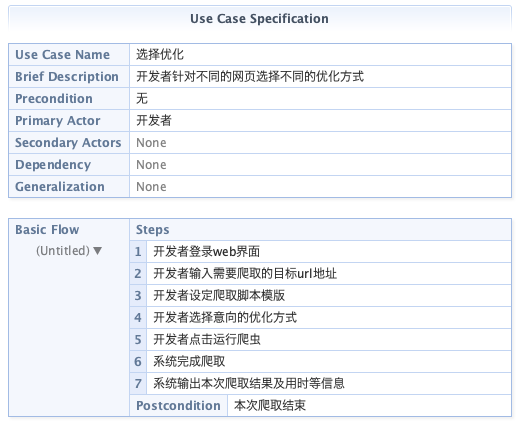 Use Case Specification
Use Case Name 选择优化
Brief Description 开发者针对不同的网页选择不同的优化方式
Precondition 无
Primary Actor 开发者
Secondary Actors None
Dependency None
Generalization None
Basic Flow Steps
(Untitled) ▼
1 开发者登录web界面
2 开发者输入需要爬取的目标url地址
3 开发者设定爬取脚本模版
4 开发者选择意向的优化方式
5 开发者点击运行爬虫
6 系统完成爬取
7 系统输出本次爬取结果及用时等信息
Postcondition 本次爬取结束